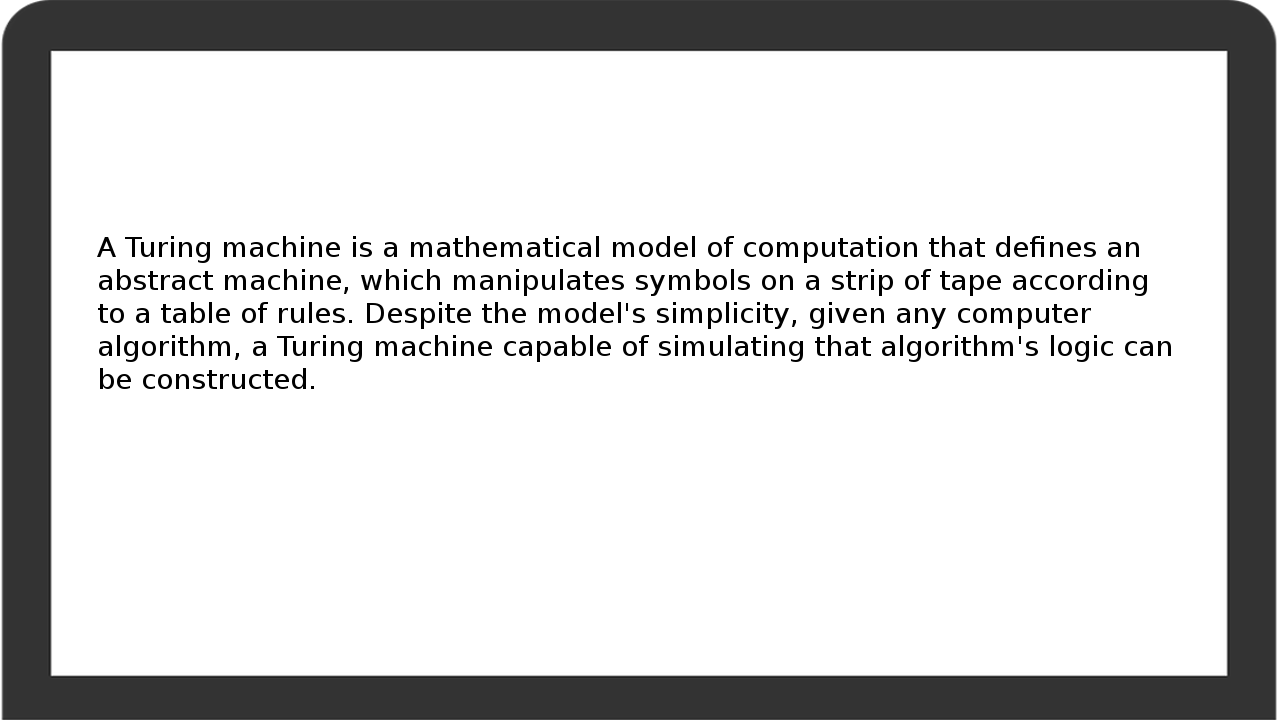 A Turing machine is a mathematical model of computation that defines an
abstract machine, which manipulates symbols on a strip of tape according
to a table of rules. Despite the model's simplicity, given any computer
algorithm, a Turing machine capable of simulating that algorithm's logic can
be constructed.